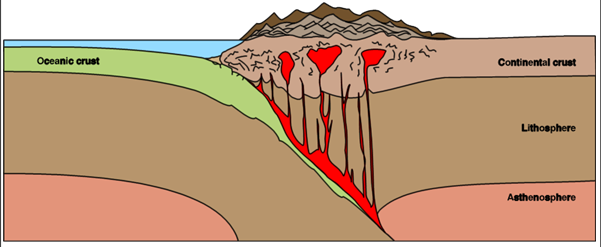 Oceanic crust
Continental crust
Lithosphere
Asthenosphere